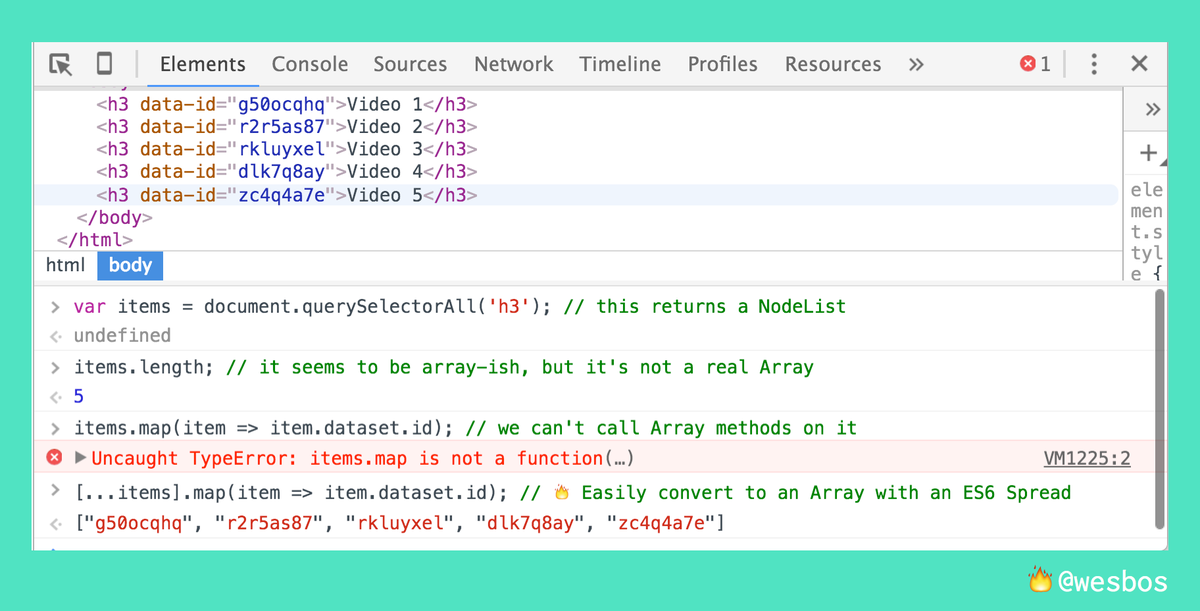 Elements Console Sources Network Timeline Profiles Resources » 1
<h3 data-id="g50ocqhq">Video 1</h3>
<h3 data-id="r2r5as87">Video 2</h3>
<h3 data-id="rkluyxel">Video 3</h3>
<h3 data-id="dlk7q8ay">Video 4</h3>
<h3 data-id="zc4q4a7e">Video 5</h3>
</body>
</html>
html body
»
+
ele
men
t.s
tyl
e {
> var items = document.querySelectorAll('h3'); // this returns a NodeList
undefined
> items.length; // it seems to be array-ish, but it's not a real Array
5
> items.map(item => item.dataset.id); // we can't call Array methods on it
Uncaught TypeError: items.map is not a function(…) VM1225:2
> [...items].map(item => item.dataset.id); // 🔥 Easily convert to an Array with an ES6 Spread
["g50ocqhq", "r2r5as87", "rkluyxel", "dlk7q8ay", "zc4q4a7e"]
🔥 @wesbos